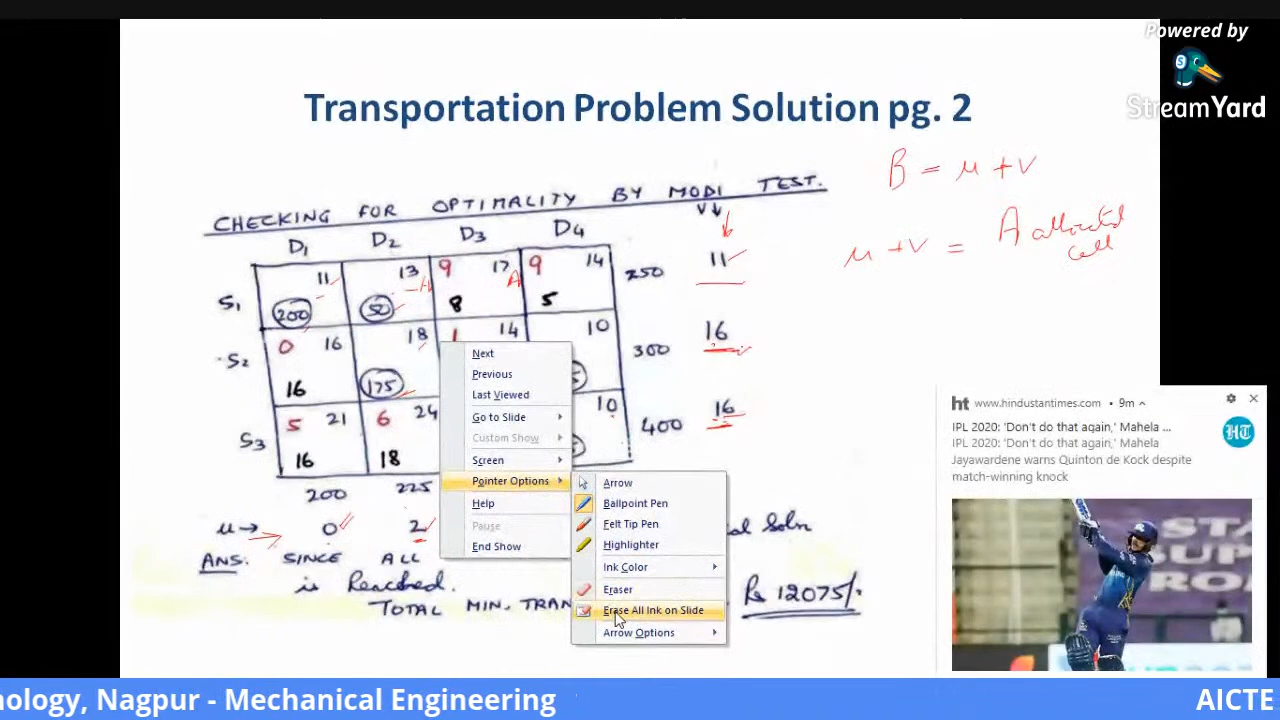 Powered by
StreamYard
Transportation Problem Solution pg. 2
B = μ + v
μ + v = A allocated cell
CHECKING FOR OPTIMALITY BY MODI TEST.
V↓
D1 D2 D3 D4
S1 11 13 9 17 9 14 250 11
200 50 8 5
A
S2 0 16 18 1 14 10 300 16
16 175
S3 5 21 6 24 10 400 16
16 18
200 225
u → 0 2
al Soln
ANS. SINCE ALL
is Reached.
TOTAL MIN. TRAN
Rs 12075/-
Next
Previous
Last Viewed
Go to Slide
Custom Show
Screen
Pointer Options
Help
Pause
End Show
Arrow
Ballpoint Pen
Felt Tip Pen
Highlighter
Ink Color
Eraser
Erase All Ink on Slide
Arrow Options
ht www.hindustantimes.com • 9m
HT
IPL 2020: 'Don't do that again,' Mahela ...
IPL 2020: 'Don't do that again,' Mahela
Jayawardene warns Quinton de Kock despite
match-winning knock
nology, Nagpur - Mechanical Engineering
AICTE